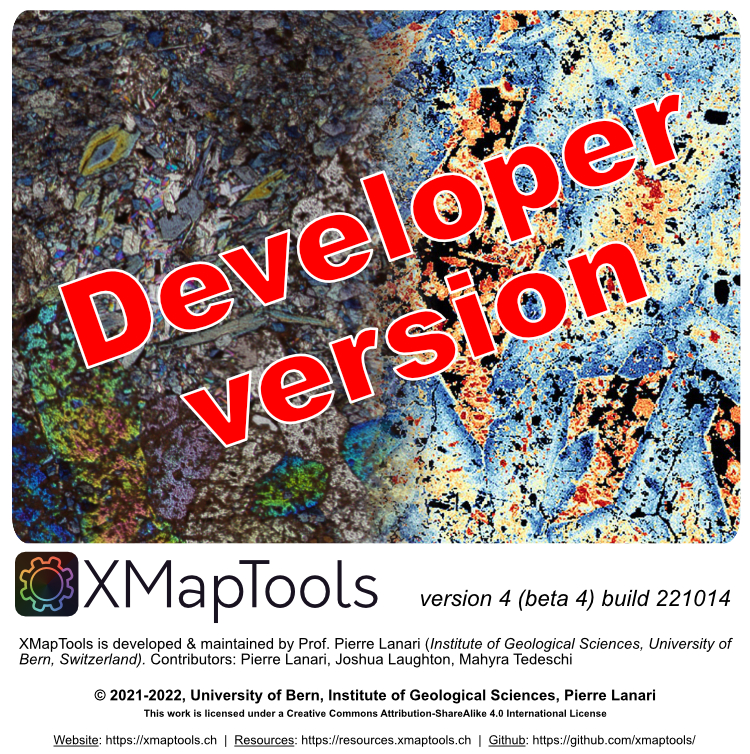 Developer
version
XMapTools
version 4 (beta 4) build 221014
XMapTools is developed & maintained by Prof. Pierre Lanari (Institute of Geological Sciences, University of
Bern, Switzerland). Contributors: Pierre Lanari, Joshua Laughton, Mahyra Tedeschi
© 2021-2022, University of Bern, Institute of Geological Sciences, Pierre Lanari
This work is licensed under a Creative Commons Attribution-ShareAlike 4.0 International License
Website: https://xmaptools.ch | Resources: https://resources.xmaptools.ch | Github: https://github.com/xmaptools/